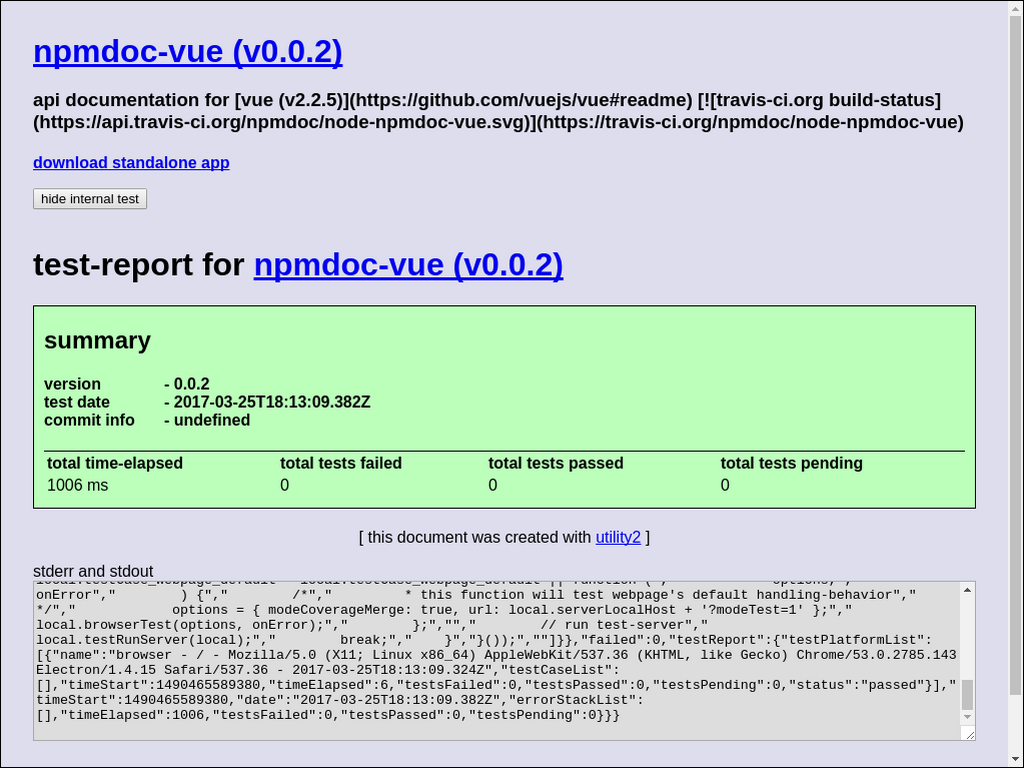 npmdoc-vue (v0.0.2)
api documentation for [vue (v2.2.5)](https://github.com/vuejs/vue#readme) [![travis-ci.org build-status]
(https://api.travis-ci.org/npmdoc/node-npmdoc-vue.svg)](https://travis-ci.org/npmdoc/node-npmdoc-vue)
download standalone app
hide internal test
test-report for npmdoc-vue (v0.0.2)
summary
version - 0.0.2
test date - 2017-03-25T18:13:09.382Z
commit info - undefined
total time-elapsed total tests failed total tests passed total tests pending
1006 ms 0 0 0
[ this document was created with utility2 ]
stderr and stdout
onError","        ) {","        /*","         * this function will test webpage's default handling-behavior","
*/","            options = { modeCoverageMerge: true, url: local.serverLocalHost + '?modeTest=1' };","
local.browserTest(options, onError);","        };","","        // run test-server","
local.testRunServer(local);","        break;","    }","}());",""]}},"failed":0,"testReport":{"testPlatformList":
[{"name":"browser - / - Mozilla/5.0 (X11; Linux x86_64) AppleWebKit/537.36 (KHTML, like Gecko) Chrome/53.0.2785.143
Electron/1.4.15 Safari/537.36 - 2017-03-25T18:13:09.324Z","testCaseList":
[],"timeStart":1490465589380,"timeElapsed":6,"testsFailed":0,"testsPassed":0,"testsPending":0,"status":"passed"}],"
timeStart":1490465589380,"date":"2017-03-25T18:13:09.382Z","errorStackList":
[],"timeElapsed":1006,"testsFailed":0,"testsPassed":0,"testsPending":0}}}